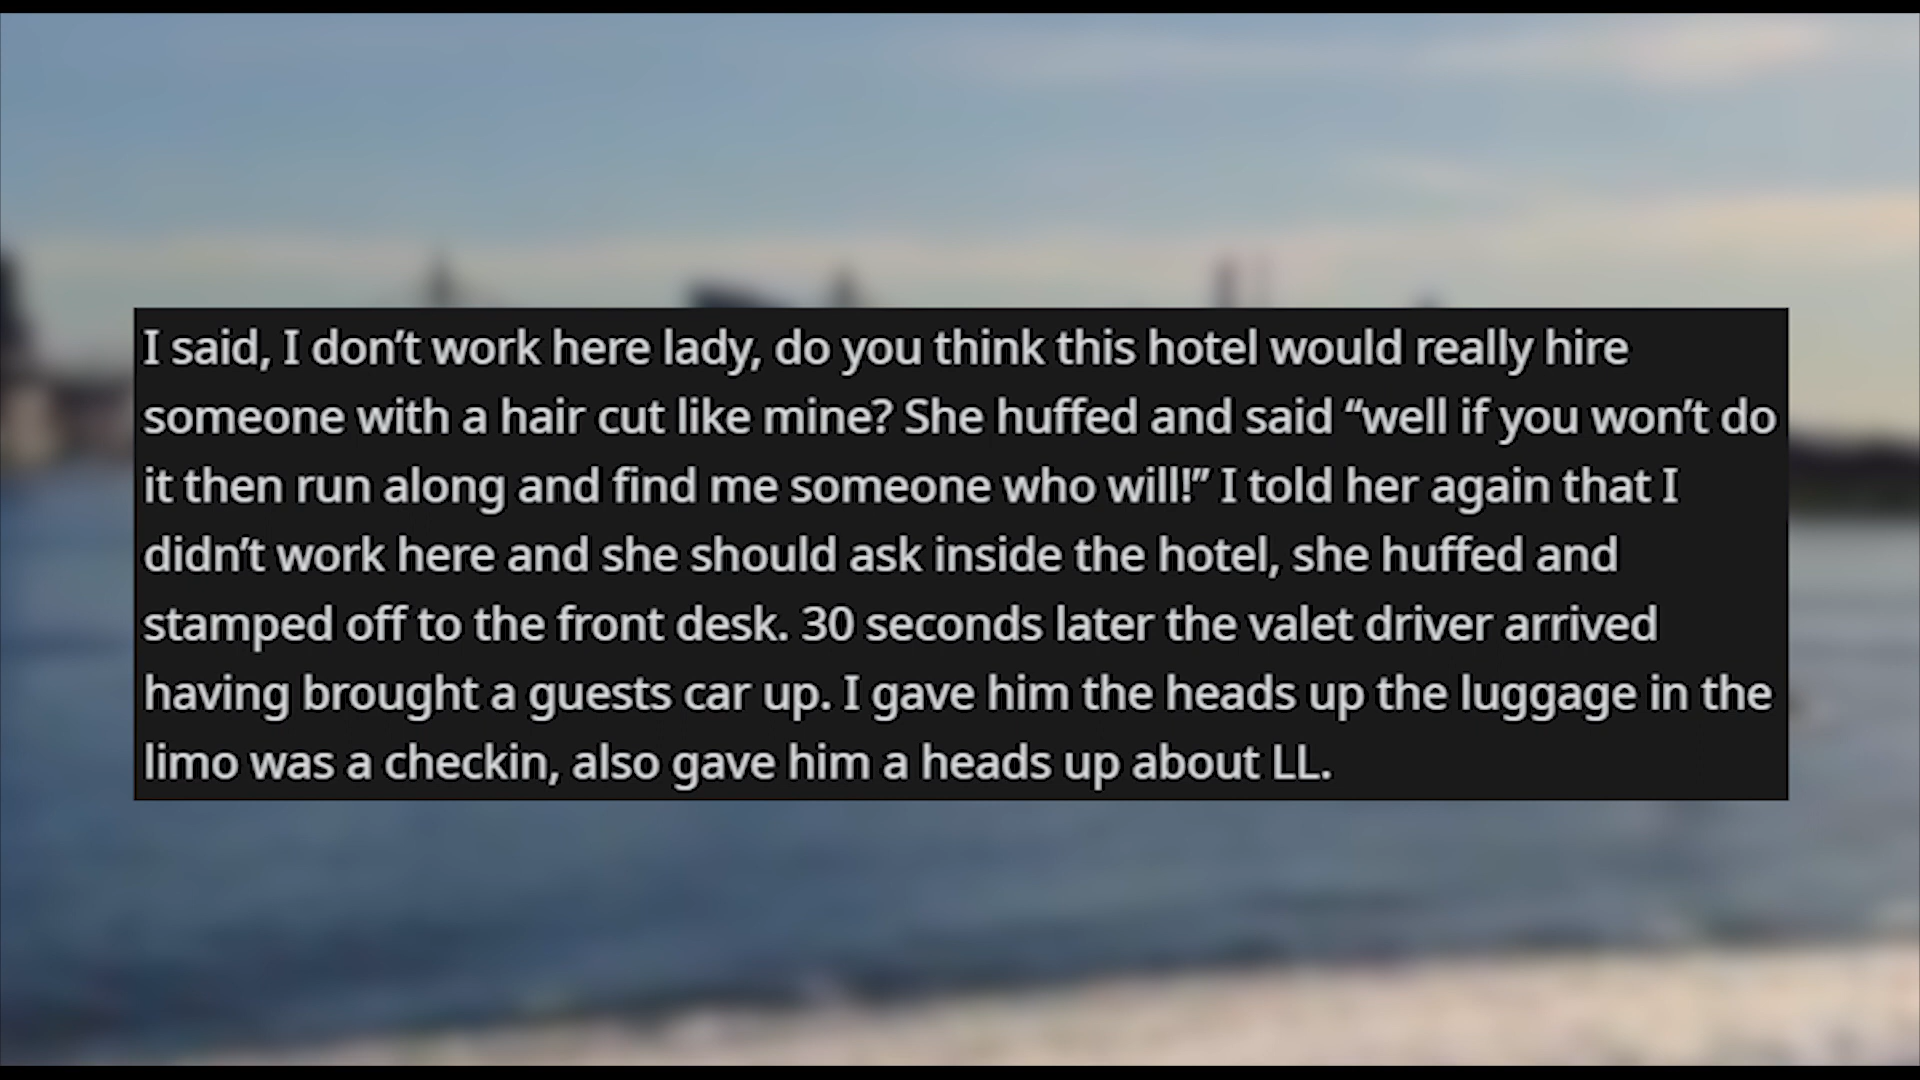 I said, I don’t work here lady, do you think this hotel would really hire
someone with a hair cut like mine? She huffed and said “well if you won’t do
it then run along and find me someone who will!” I told her again that I
didn’t work here and she should ask inside the hotel, she huffed and
stamped off to the front desk. 30 seconds later the valet driver arrived
having brought a guests car up. I gave him the heads up the luggage in the
limo was a checkin, also gave him a heads up about LL.